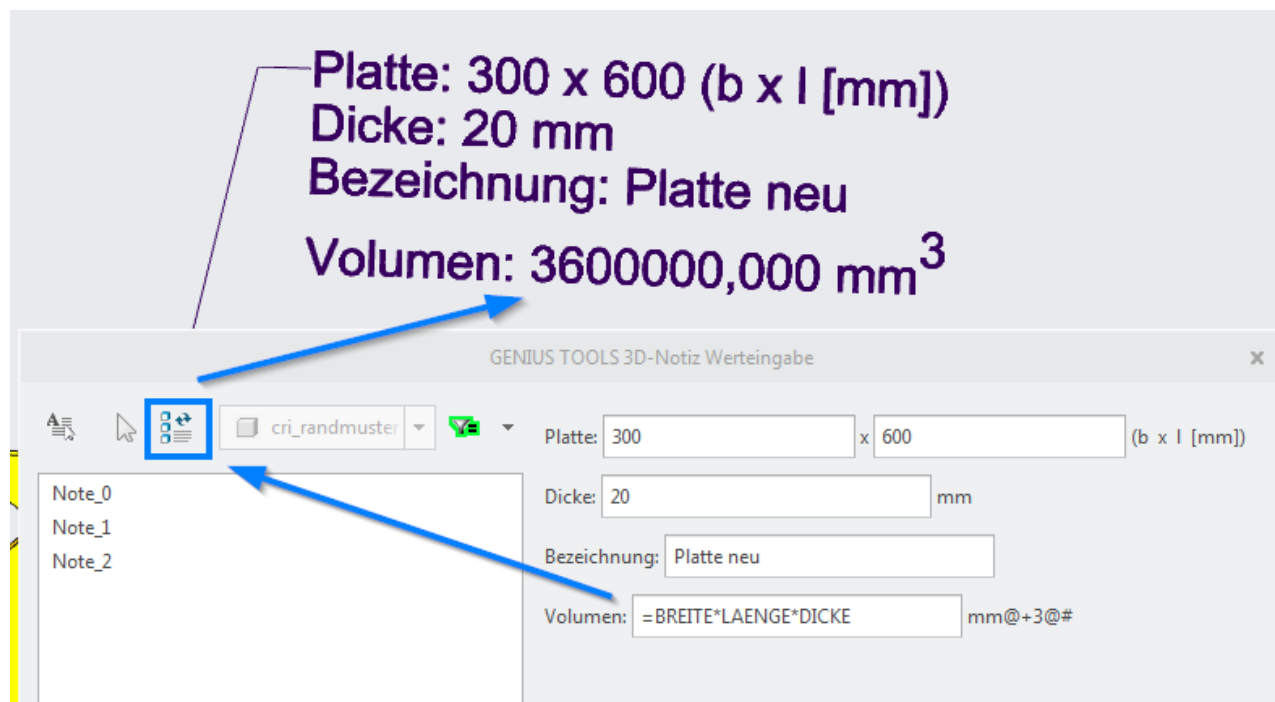 Platte: 300 x 600 (b x l [mm])
Dicke: 20 mm
Bezeichnung: Platte neu
Volumen: 3600000,000 mm³
GENIUS TOOLS 3D-Notiz Werteingabe
cri_randmuster
Platte: 300 x 600 (b x l [mm])
Note_0
Note_1
Note_2
Dicke: 20 mm
Bezeichnung: Platte neu
Volumen: =BREITE*LAENGE*DICKE mm@+3@#